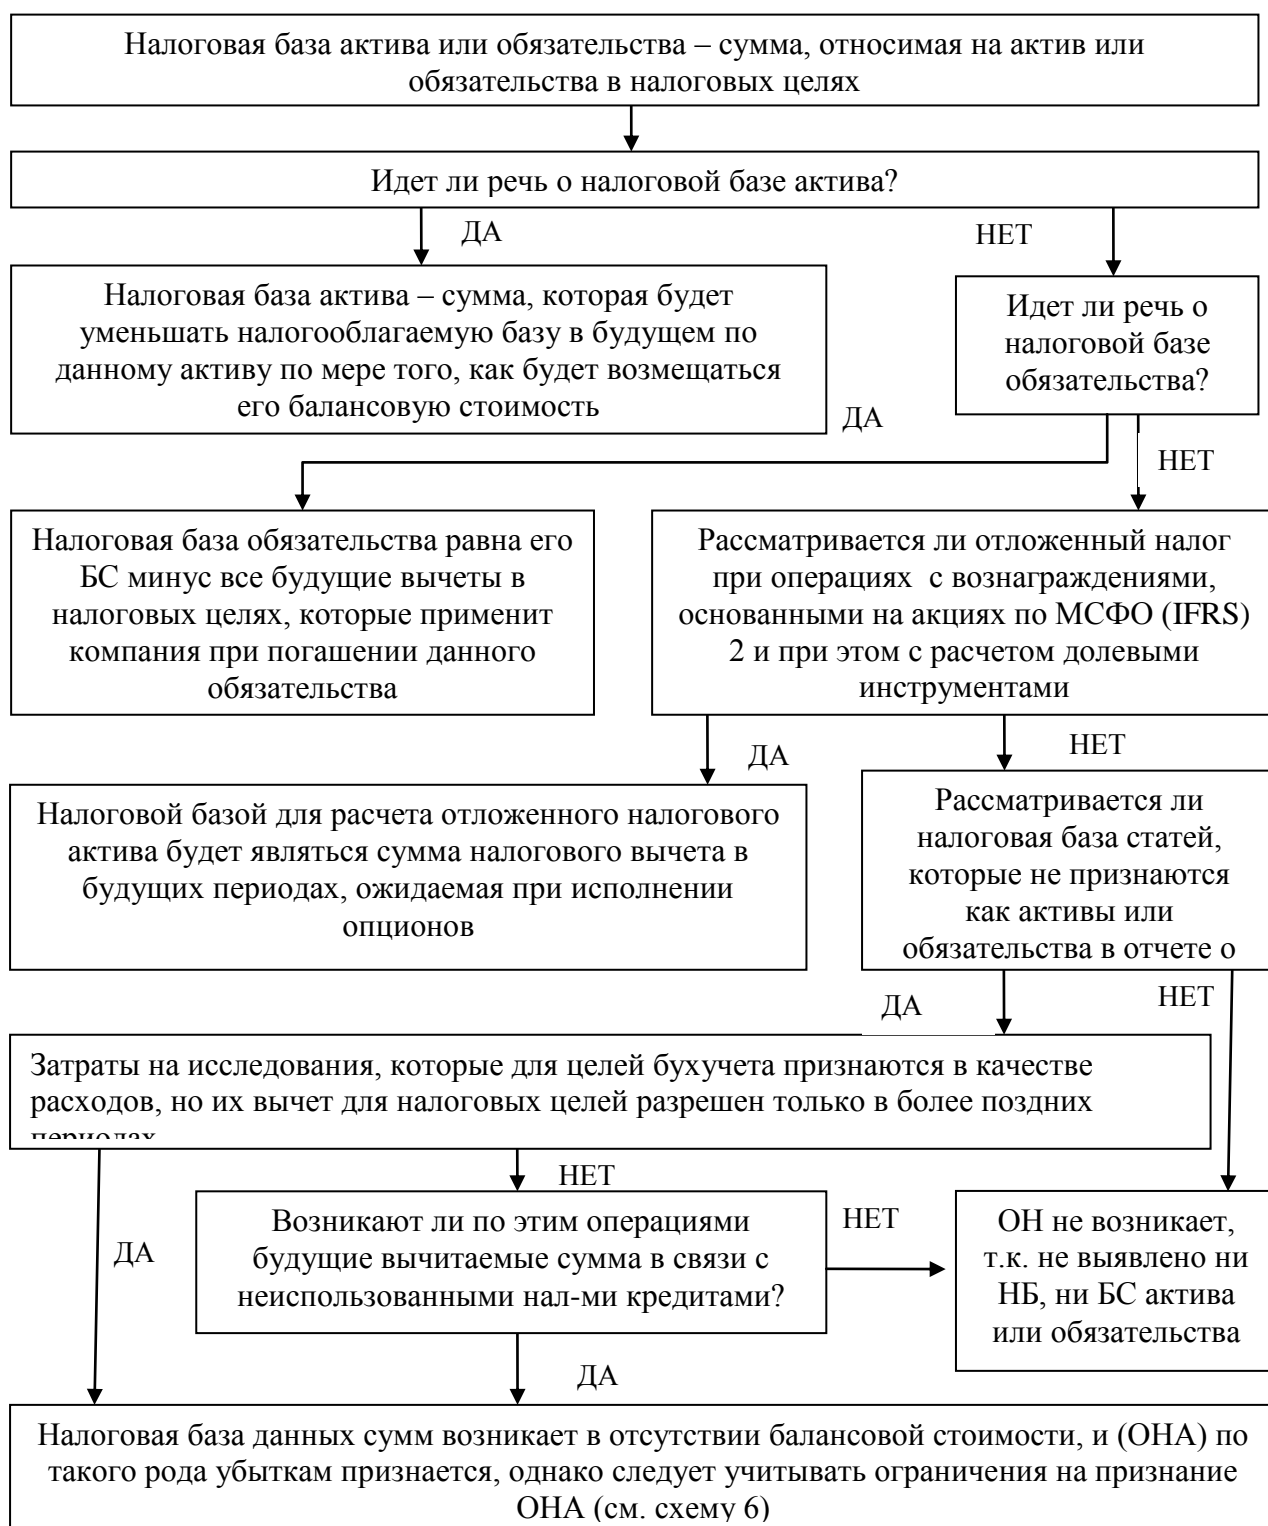 Налоговая база актива или обязательства – сумма, относимая на актив или
обязательства в налоговых целях
Идет ли речь о налоговой базе актива?
ДА
НЕТ
Налоговая база актива – сумма, которая будет
уменьшать налогооблагаемую базу в будущем по
данному активу по мере того, как будет возмещаться
его балансовую стоимость
Идет ли речь о
налоговой базе
обязательства?
ДА
НЕТ
Налоговая база обязательства равна его
БС минус все будущие вычеты в
налоговых целях, которые применит
компания при погашении данного
обязательства
Рассматривается ли отложенный налог
при операциях с вознаграждениями,
основанными на акциях по МСФО (IFRS)
2 и при этом с расчетом долевыми
инструментами
ДА
НЕТ
Налоговой базой для расчета отложенного налогового
актива будет являться сумма налогового вычета в
будущих периодах, ожидаемая при исполнении
опционов
Рассматривается ли
налоговая база статей,
которые не признаются
как активы или
обязательства в отчете о
ДА
НЕТ
Затраты на исследования, которые для целей бухучета признаются в качестве
расходов, но их вычет для налоговых целей разрешен только в более поздних
периодах
НЕТ
ДА
Возникают ли по этим операциями
будущие вычитаемые сумма в связи с
неиспользованными нал-ми кредитами?
НЕТ
ОН не возникает,
т.к. не выявлено ни
НБ, ни БС актива
или обязательства
ДА
Налоговая база данных сумм возникает в отсутствии балансовой стоимости, и (ОНА) по
такого рода убыткам признается, однако следует учитывать ограничения на признание
ОНА (см. схему 6)